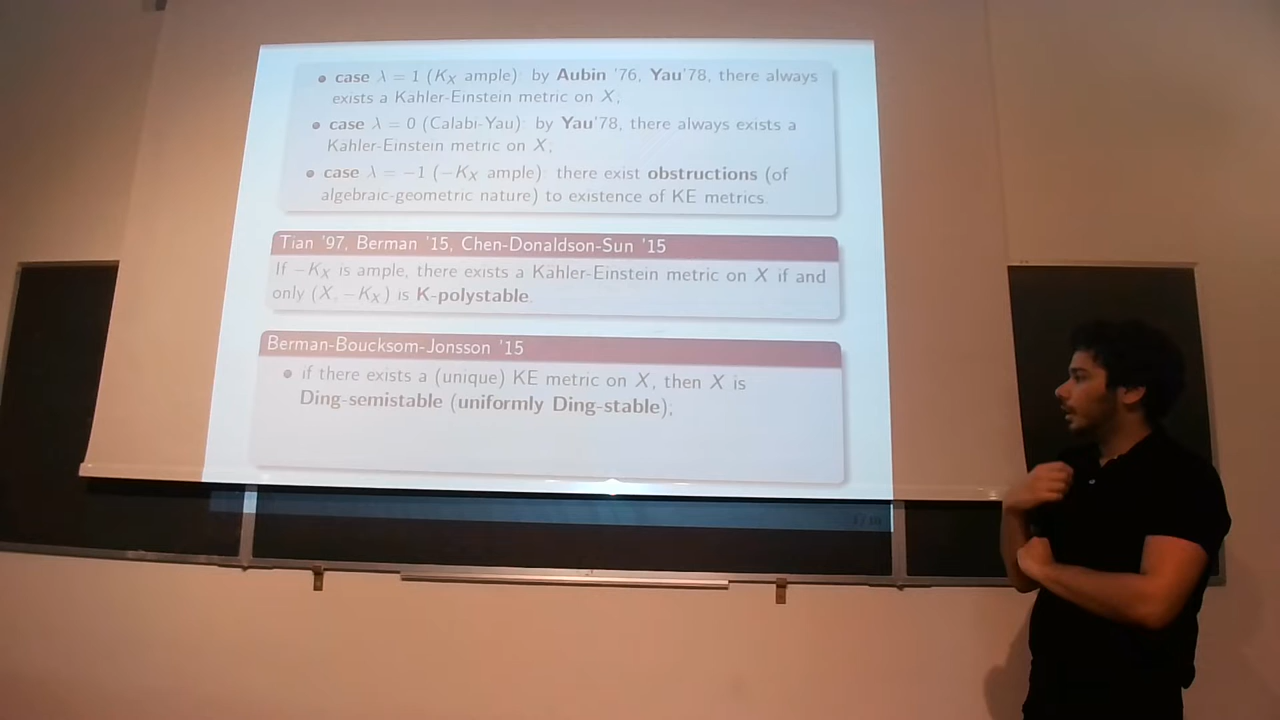 • case λ = 1 (K_X ample): by Aubin '76, Yau'78, there always
exists a Kähler-Einstein metric on X;
• case λ = 0 (Calabi-Yau): by Yau'78, there always exists a
Kähler-Einstein metric on X;
• case λ = −1 (−K_X ample): there exist obstructions (of
algebraic-geometric nature) to existence of KE metrics.
Tian '97, Berman '15, Chen-Donaldson-Sun '15
If −K_X is ample, there exists a Kähler-Einstein metric on X if and
only (X, −K_X) is K-polystable.
Berman-Boucksom-Jonsson '15
• if there exists a (unique) KE metric on X, then X is
Ding-semistable (uniformly Ding-stable);